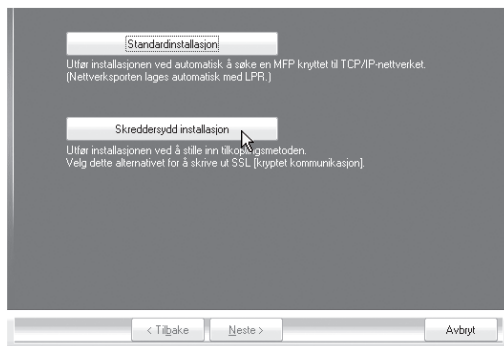 Standardinstallasjon
Utfør installasjonen ved automatisk å søke en MFP knyttet til TCP/IP-nettverket.
(Nettverksporten lages automatisk med LPR.)
Skreddersydd installasjon
Utfør installasjonen ved å stille inn tilkoplingsmetoden.
Velg dette alternativet for å skrive ut SSL [kryptet kommunikasjon].
< Tilbake Neste > Avbryt